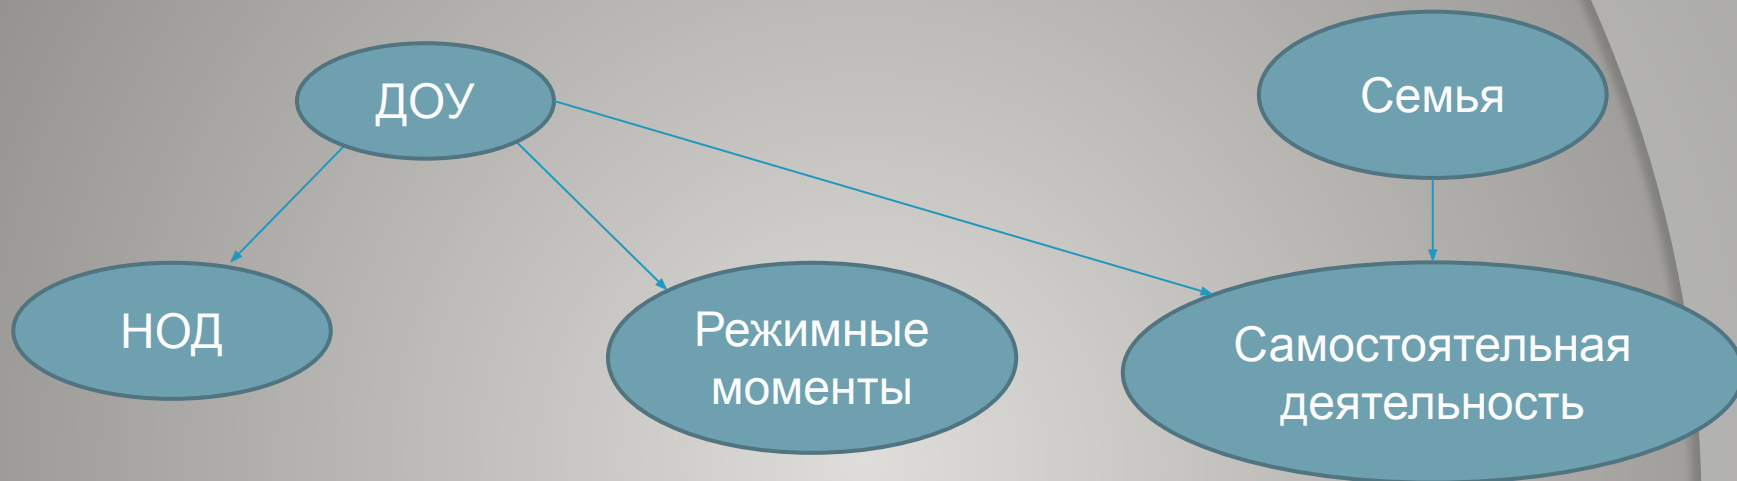 ДОУ
Семья
НОД
Режимные
моменты
Самостоятельная
деятельность